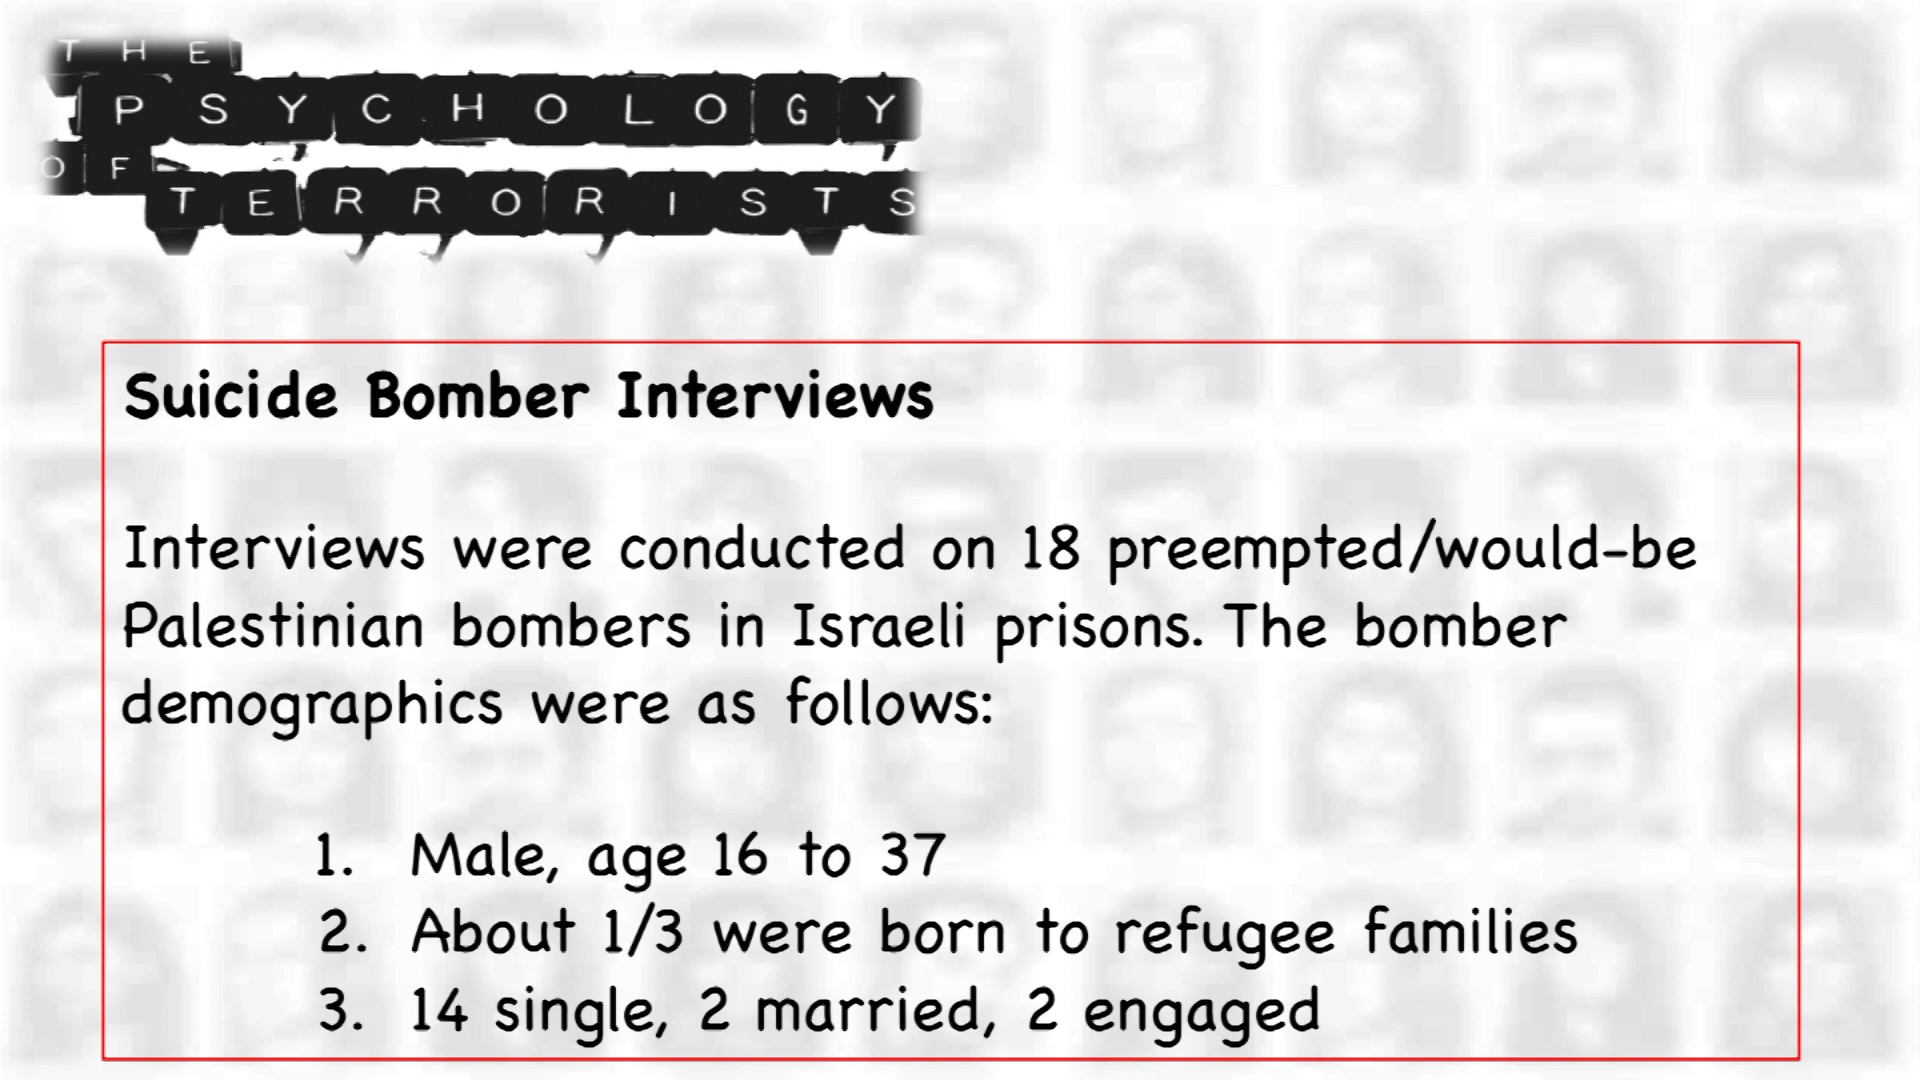 THE
PSYCHOLOGY
OF
TERRORISTS
Suicide Bomber Interviews
Interviews were conducted on 18 preempted/would-be
Palestinian bombers in Israeli prisons. The bomber
demographics were as follows:
1. Male, age 16 to 37
2. About 1/3 were born to refugee families
3. 14 single, 2 married, 2 engaged